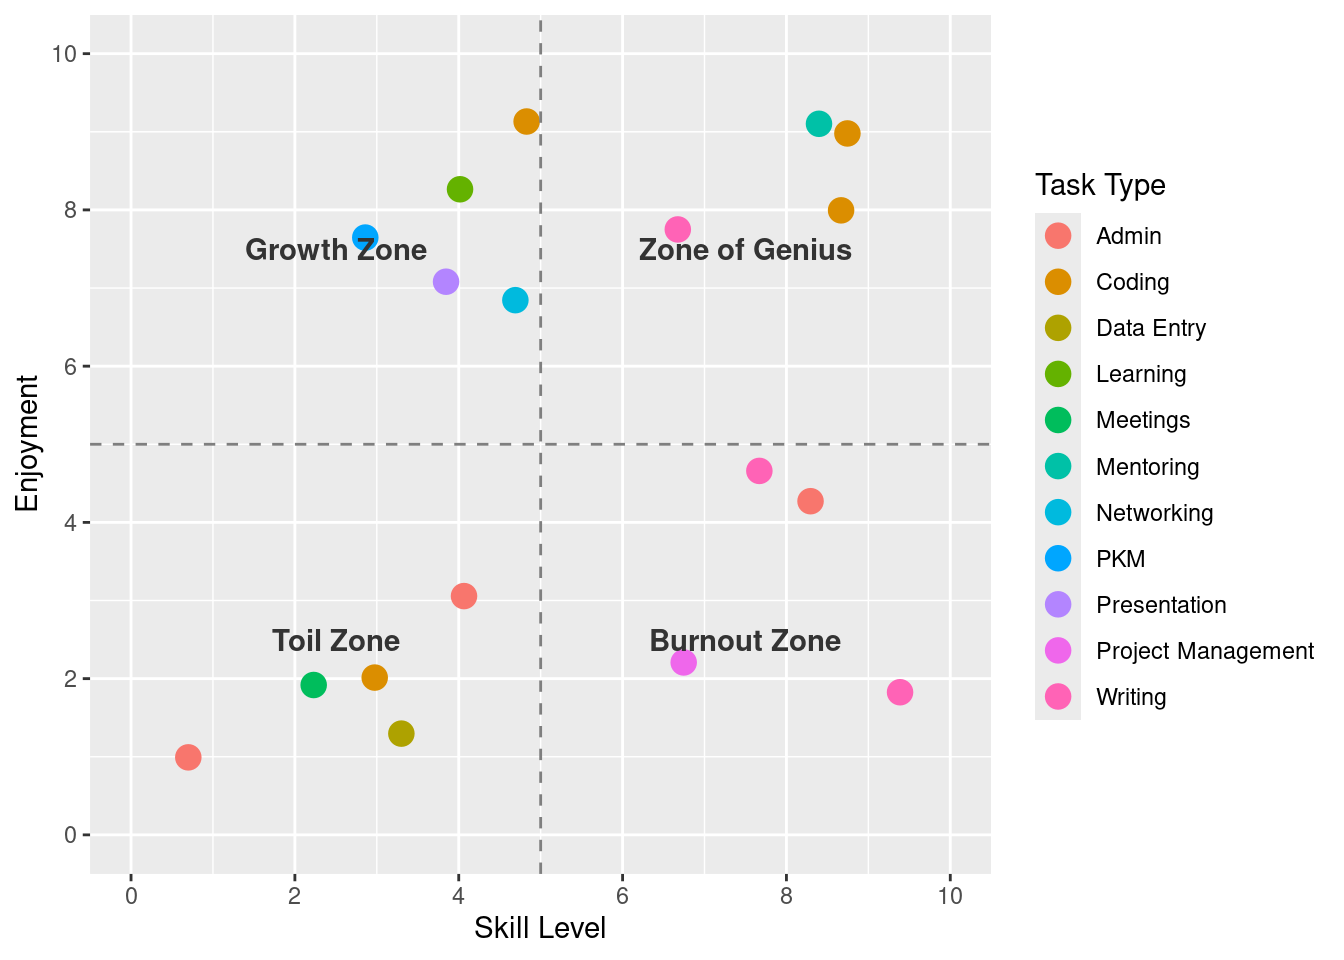 10
8
6
4
2
0
Enjoyment
Growth Zone
Zone of Genius
Toil Zone
Burnout Zone
0 2 4 6 8 10
Skill Level
Task Type
Admin
Coding
Data Entry
Learning
Meetings
Mentoring
Networking
PKM
Presentation
Project Management
Writing